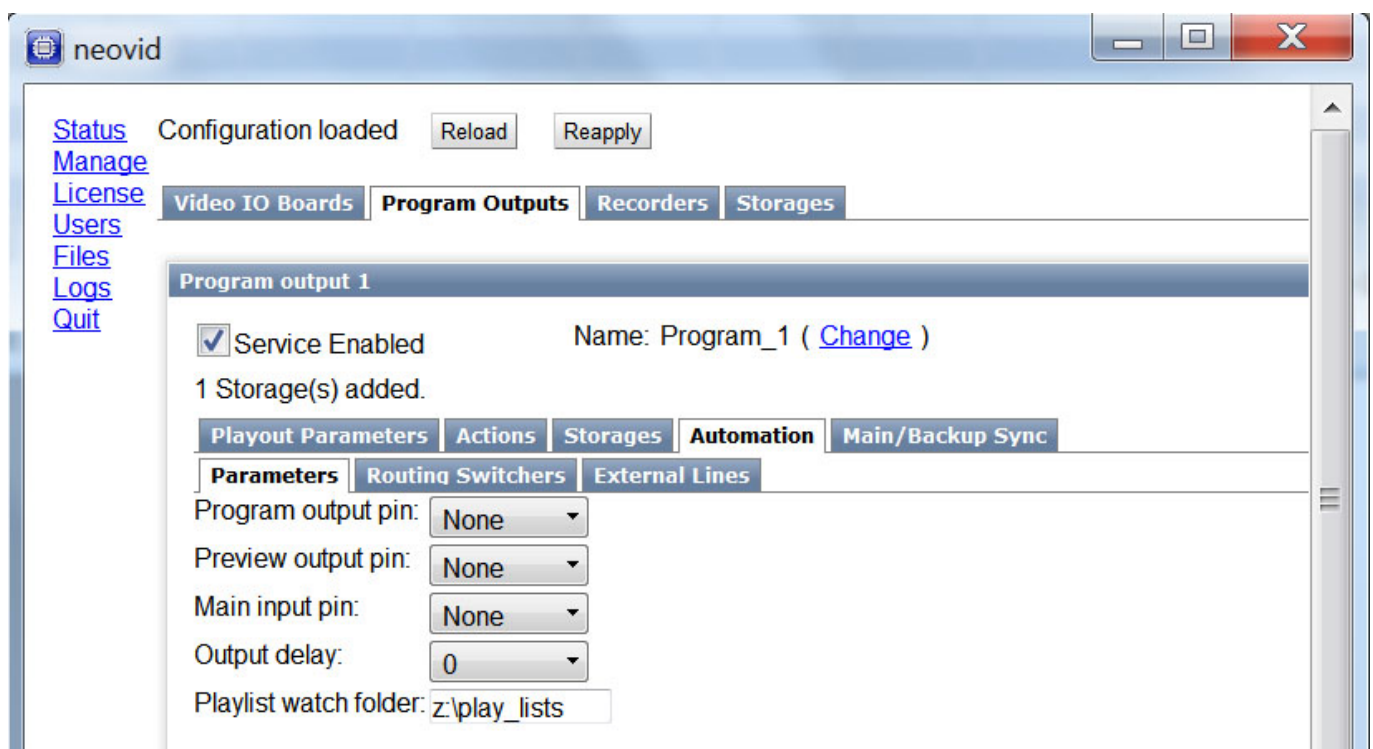 neovid
Status Configuration loaded Reload Reapply
Manage
License
Users
Files
Logs
Quit
Video IO Boards Program Outputs Recorders Storages
Program output 1
Service Enabled Name: Program_1 ( Change )
1 Storage(s) added.
Playout Parameters Actions Storages Automation Main/Backup Sync
Parameters Routing Switchers External Lines
Program output pin: None
Preview output pin: None
Main input pin: None
Output delay: 0
Playlist watch folder: z:\play_lists